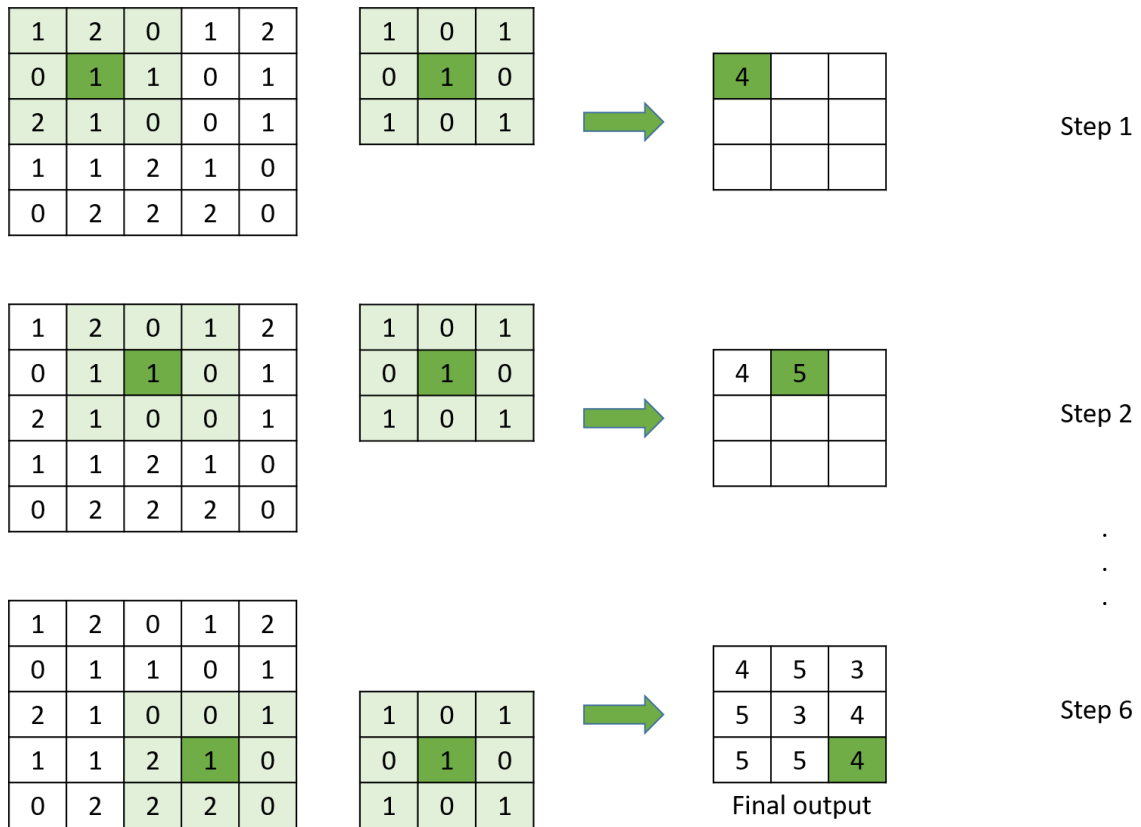 1 2 0 1 2 1 0 1
0 1 1 0 1 0 1 0 4
2 1 0 0 1 1 0 1 Step 1
1 1 2 1 0
0 2 2 2 0
1 2 0 1 2 1 0 1
0 1 1 0 1 0 1 0 4 5
2 1 0 0 1 1 0 1 Step 2
1 1 2 1 0
0 2 2 2 0
.
.
.
1 2 0 1 2
0 1 1 0 1 4 5 3
2 1 0 0 1 1 0 1 5 3 4 Step 6
1 1 2 1 0 0 1 0 5 5 4
0 2 2 2 0 1 0 1 Final output